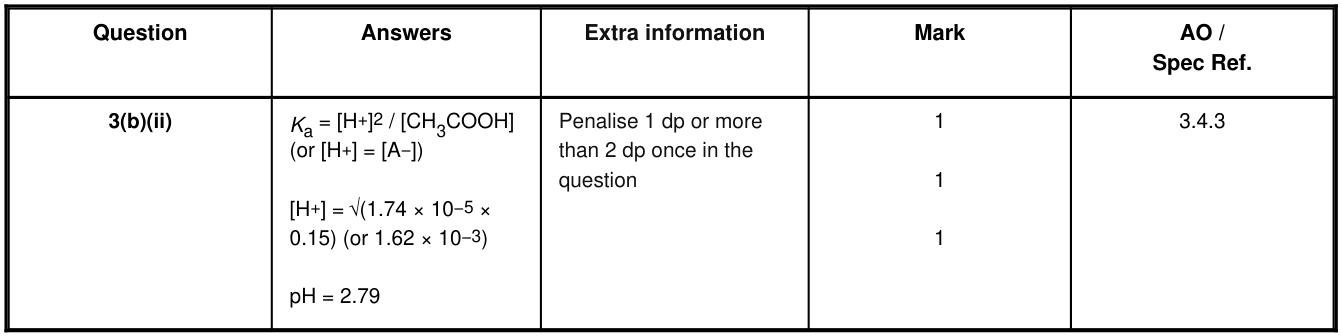 Question Answers Extra information Mark AO /
Spec Ref.
3(b)(ii) Ka = [H+]2 / [CH3COOH] Penalise 1 dp or more 1 3.4.3
(or [H+] = [A–]) than 2 dp once in the
question 1
[H+] = √(1.74 × 10–5 ×
0.15) (or 1.62 × 10–3) 1
pH = 2.79